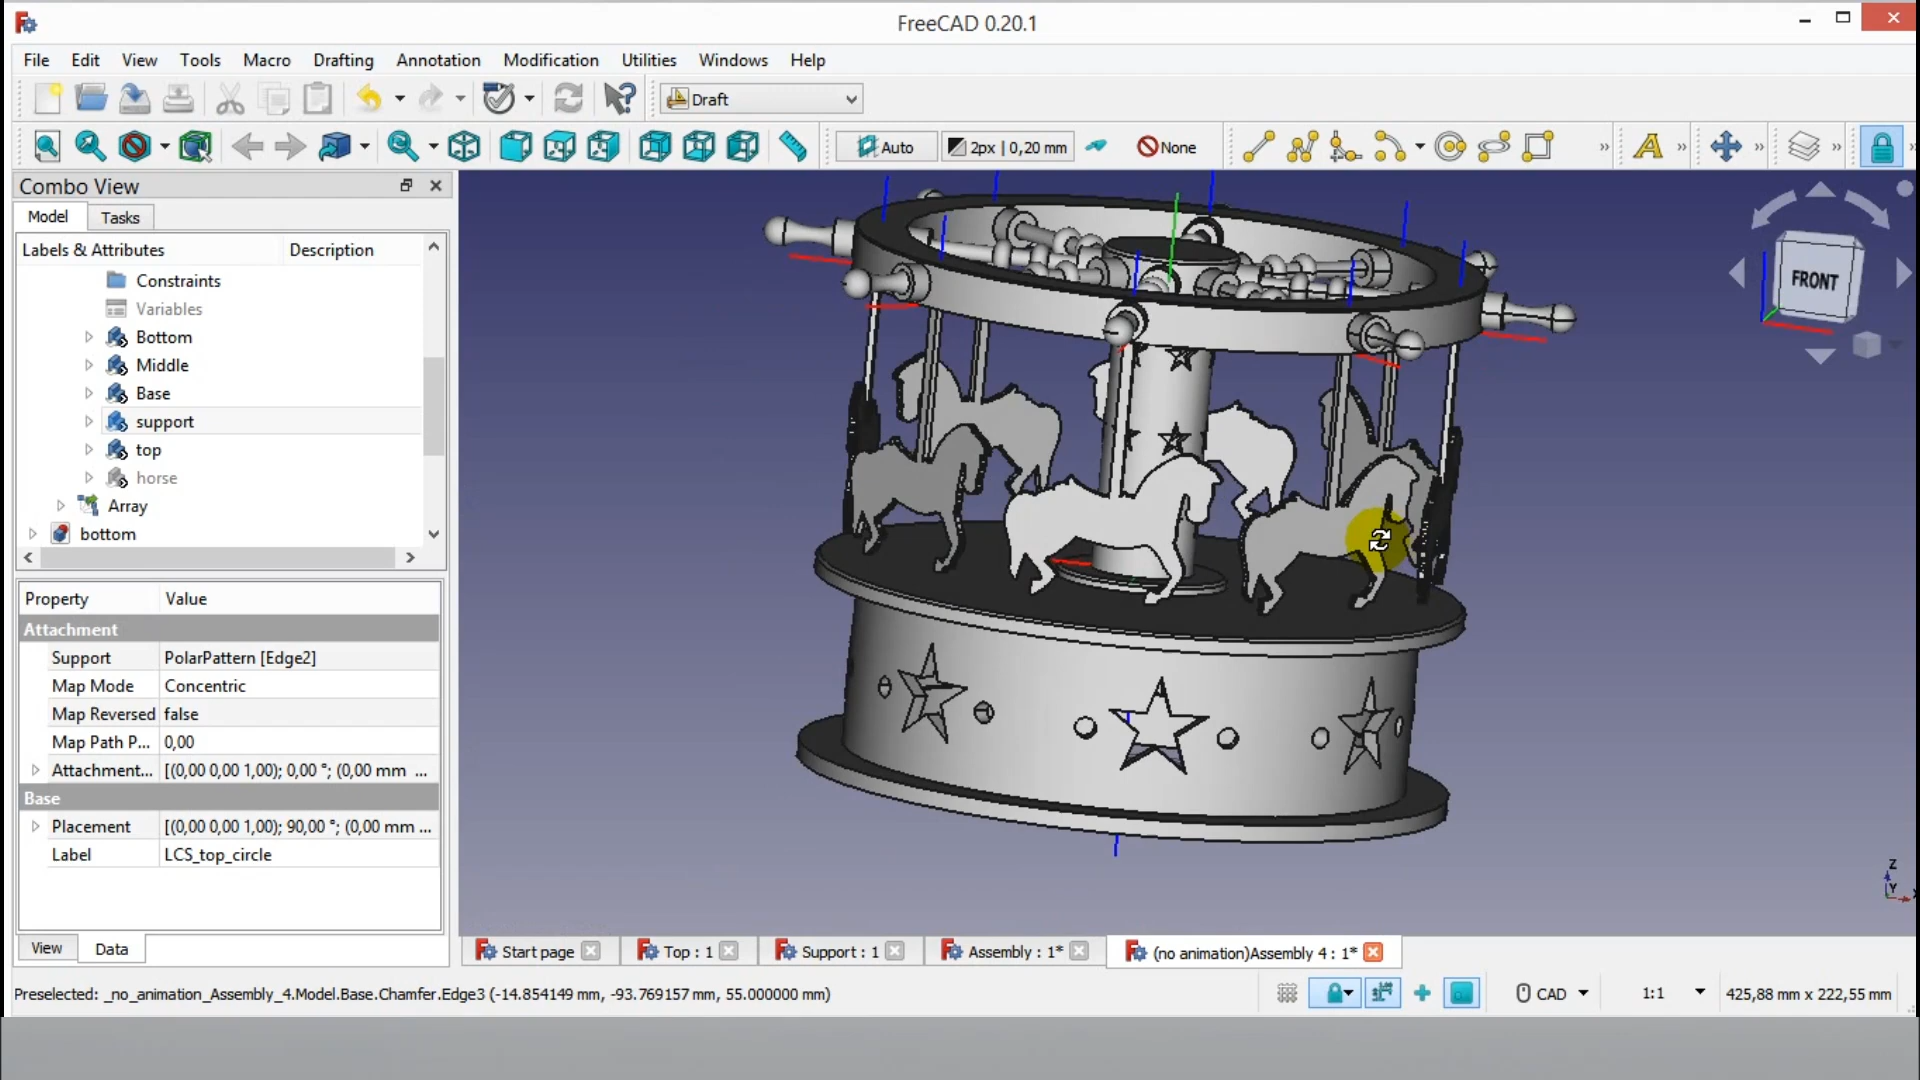 FreeCAD 0.20.1
File Edit View Tools Macro Drafting Annotation Modification Utilities Windows Help
Draft
Auto 2px | 0,20 mm None
Combo View
Model Tasks
Labels & Attributes Description
Constraints
Variables
Bottom
Middle
Base
support
top
horse
Array
bottom
Property Value
Attachment
Support PolarPattern [Edge2]
Map Mode Concentric
Map Reversed false
Map Path P... 0,00
Attachment... [(0,00 0,00 1,00); 0,00 °; (0,00 mm ...
Base
Placement [(0,00 0,00 1,00); 90,00 °; (0,00 mm ...
Label LCS_top_circle
View Data
FRONT
Z
Y
Start page Top : 1 Support : 1 Assembly : 1* (no animation)Assembly 4 : 1*
Preselected: _no_animation_Assembly_4.Model.Base.Chamfer.Edge3 (-14.854149 mm, -93.769157 mm, 55.000000 mm)
CAD 1:1 425,88 mm x 222,55 mm